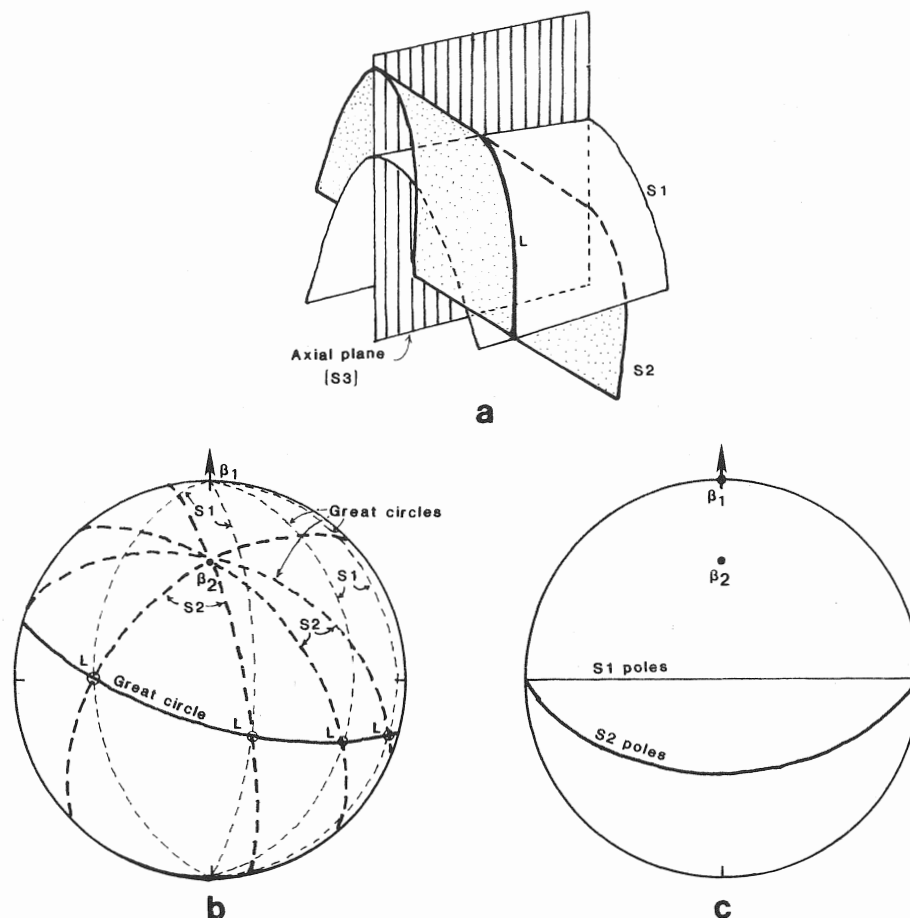 S1
L
Axial plane
[S3]
S2
a
β1
S1
Great circles
β2
S2
S1
S2
L
Great circle
L
L
L
b
β1
β2
S1 poles
S2 poles
c